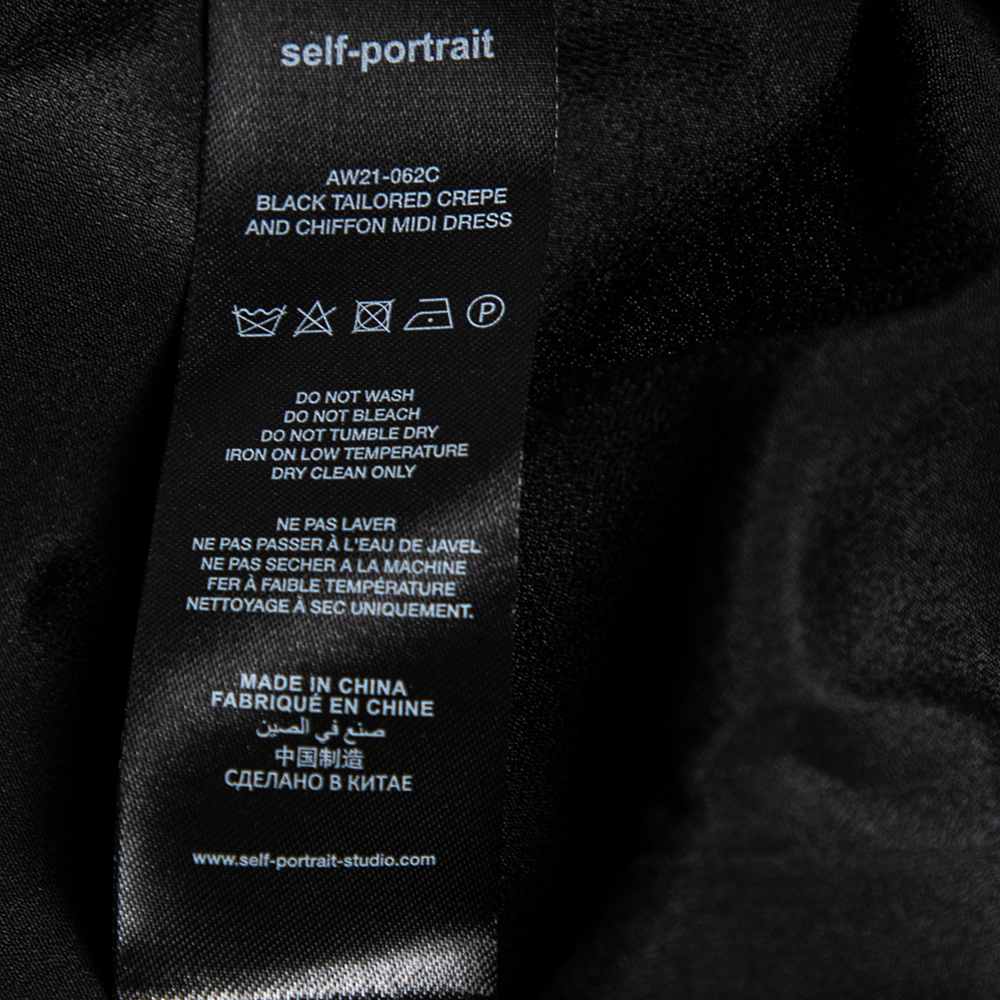 self-portrait
AW21-062C
BLACK TAILORED CREPE
AND CHIFFON MIDI DRESS
P
DO NOT WASH
DO NOT BLEACH
DO NOT TUMBLE DRY
IRON ON LOW TEMPERATURE
DRY CLEAN ONLY
NE PAS LAVER
NE PAS PASSER À L'EAU DE JAVEL
NE PAS SECHER A LA MACHINE
FER À FAIBLE TEMPÉRATURE
NETTOYAGE À SEC UNIQUEMENT.
MADE IN CHINA
FABRIQUÉ EN CHINE
صنع في الصين
中国制造
СДЕЛАНО В КИТАЕ
www.self-portrait-studio.com